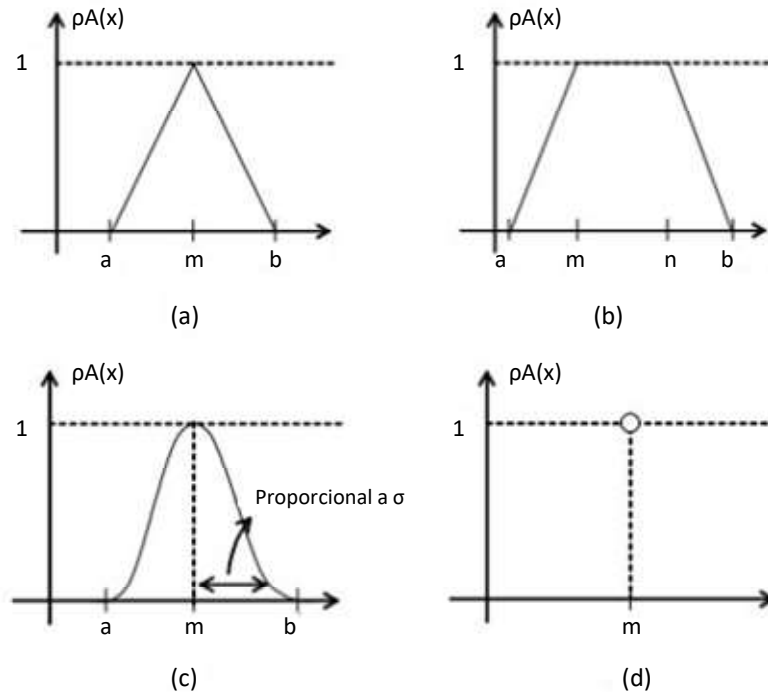 ρA(x)
1
a m b
(a)
ρA(x)
1
a m n b
(b)
ρA(x)
1
Proporcional a σ
a m b
(c)
ρA(x)
1
m
(d)